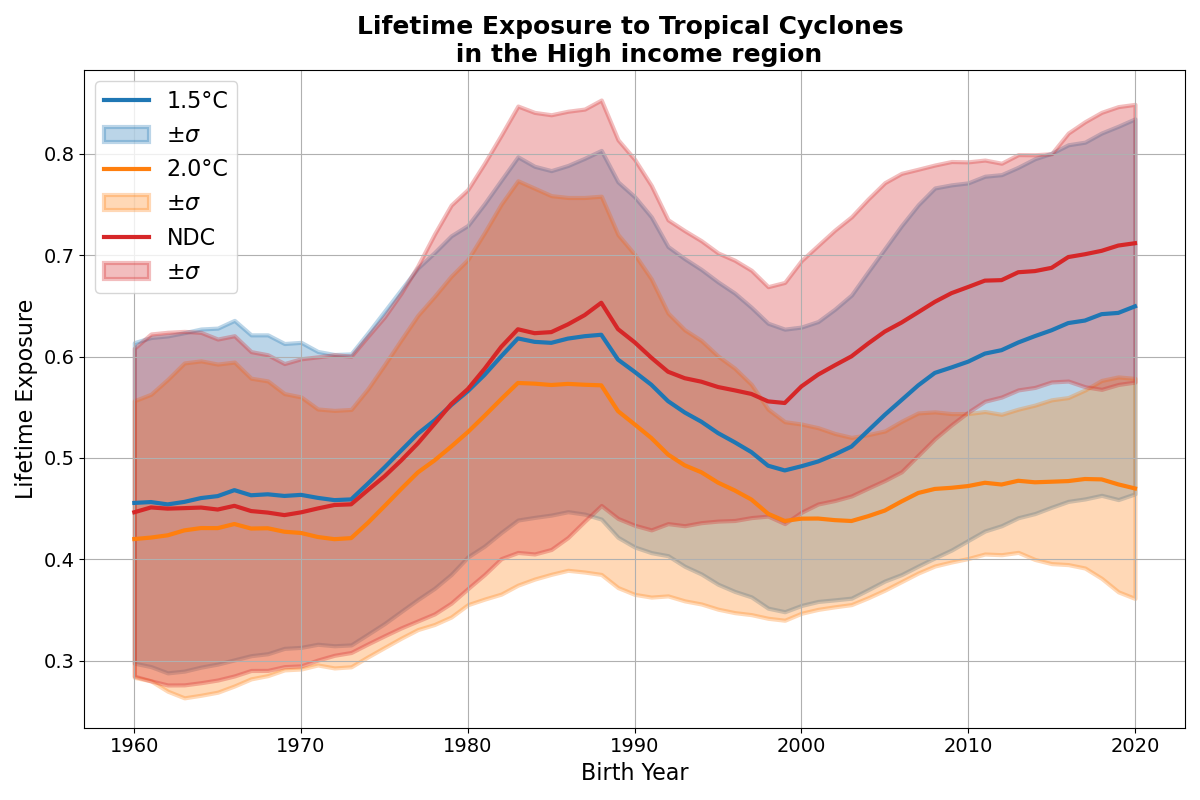 Lifetime Exposure to Tropical Cyclones
in the High income region
1.5°C
±σ
2.0°C
±σ
NDC
±σ
Lifetime Exposure
0.8
0.7
0.6
0.5
0.4
0.3
1960
1970
1980
1990
2000
2010
2020
Birth Year